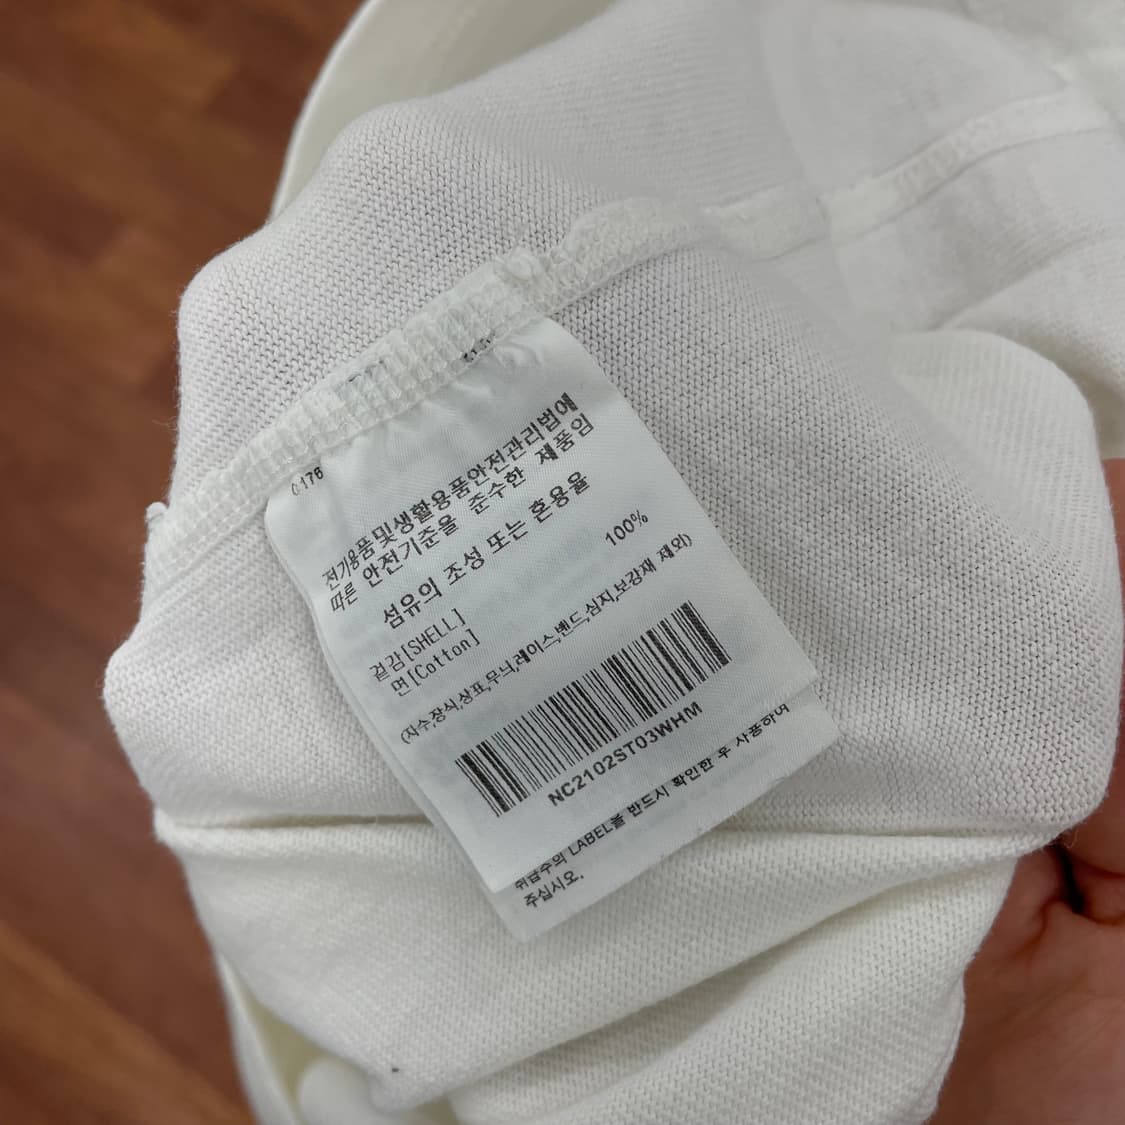 0176
전기용품및생활용품안전관리법에
따른 안전기준을 준수한 제품임
섬유의 조성 또는 혼용율
겉감[SHELL]
면[Cotton] 100%
(자수,장식,상표,무늬,레이스,밴드,심지,보강재 제외)
NC2102ST03WHM
취급주의 LABEL을 반드시 확인한 후 사용하여
주십시오.